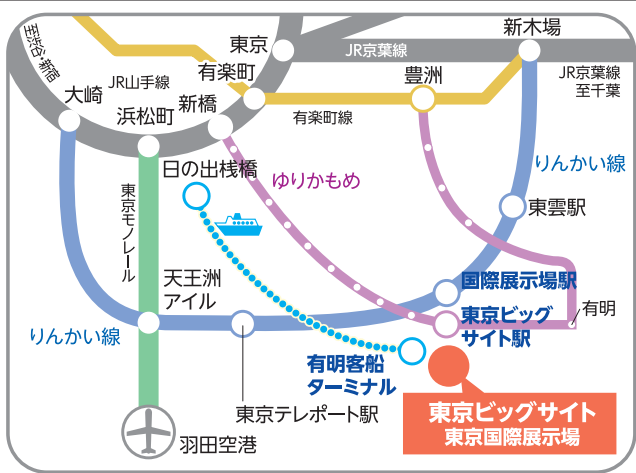 至渋谷・新宿
東京
JR京葉線
新木場
JR京葉線
至千葉
有楽町
豊洲
JR山手線
大崎
新橋
浜松町
有楽町線
日の出桟橋
ゆりかもめ
りんかい線
東京モノレール
東雲駅
天王洲
アイル
国際展示場駅
有明
東京ビッグ
サイト駅
りんかい線
有明客船
ターミナル
東京テレポート駅
東京ビッグサイト
東京国際展示場
羽田空港